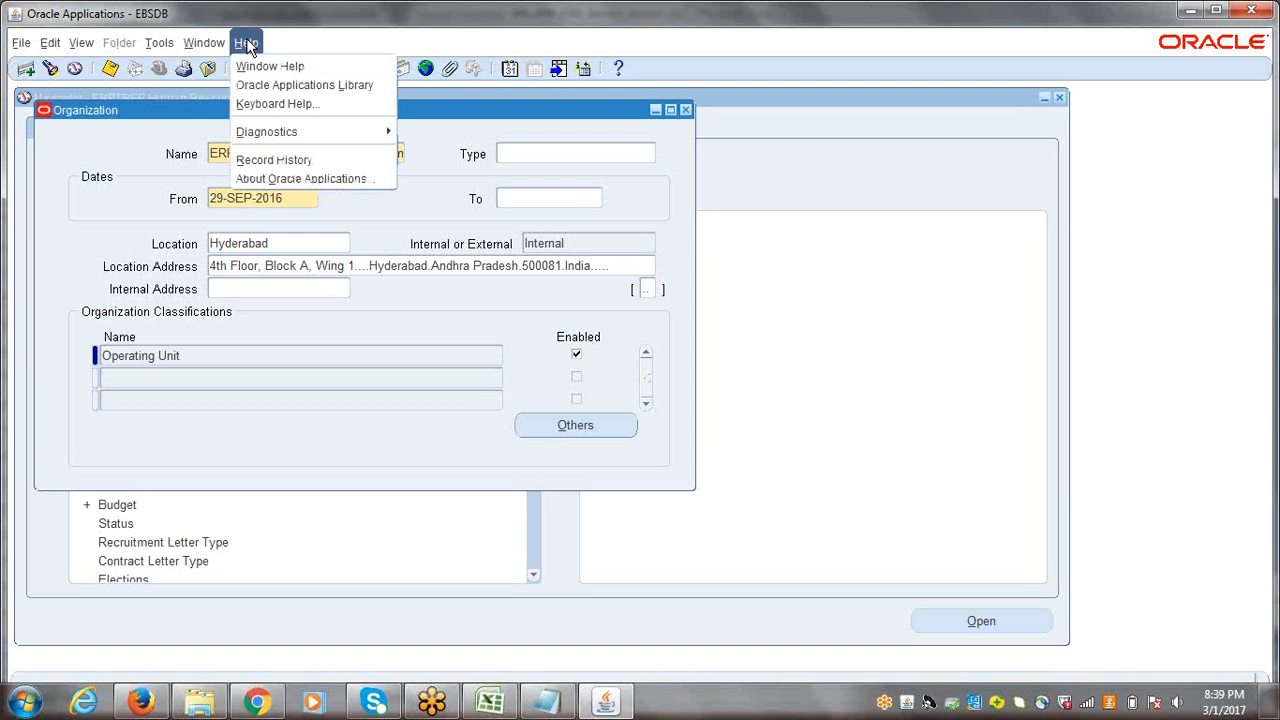 Oracle Applications - EBSDB
File Edit View Folder Tools Window Help
ORACLE
Window Help
Oracle Applications Library
Keyboard Help...
Diagnostics
Record History
About Oracle Applications...
Organization
Name ERP
Type
Dates
From 29-SEP-2016
To
Location Hyderabad
Internal or External Internal
Location Address 4th Floor, Block A, Wing 1....Hyderabad.Andhra Pradesh.500081.India.....
Internal Address
[ .. ]
Organization Classifications
Name
Enabled
Operating Unit
Others
+ Budget
Status
Recruitment Letter Type
Contract Letter Type
Elections
Open
8:39 PM
3/1/2017